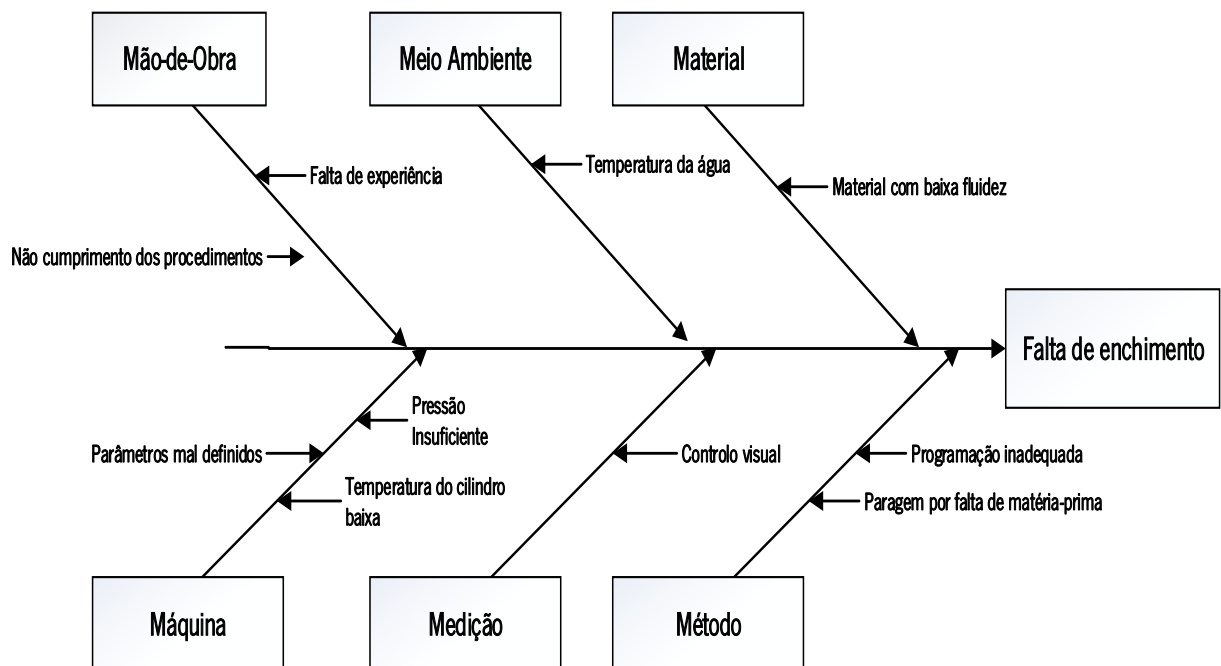 Mão-de-Obra
Meio Ambiente
Material
Falta de experiência
Temperatura da água
Material com baixa fluidez
Não cumprimento dos procedimentos
Falta de enchimento
Pressão
Insuficiente
Parâmetros mal definidos
Controlo visual
Programação inadequada
Temperatura do cilindro
baixa
Paragem por falta de matéria-prima
Máquina
Medição
Método